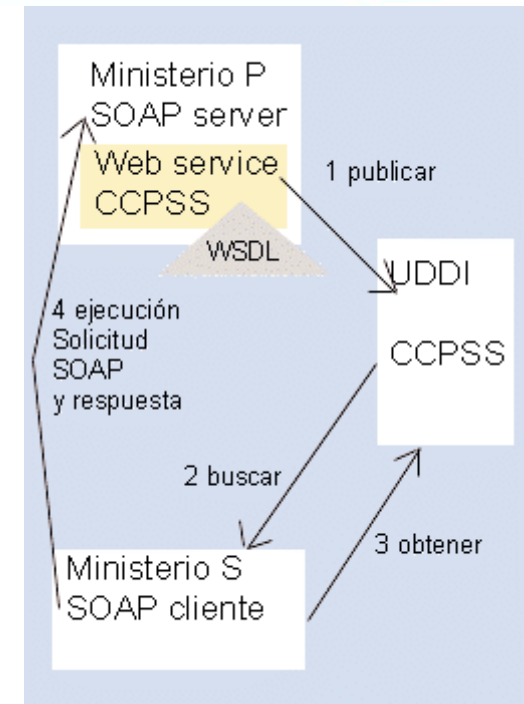 Ministerio P
SOAP server
Web service
CCPSS
WSDL
1 publicar
UDDI
CCPSS
4 ejecución
Solicitud
SOAP
y respuesta
2 buscar
3 obtener
Ministerio S
SOAP cliente